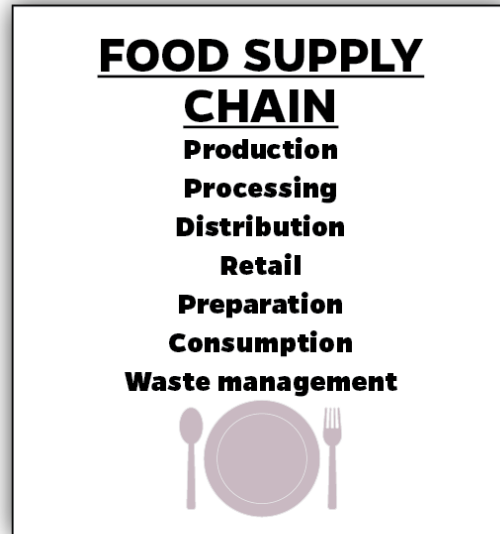 FOOD SUPPLY
CHAIN
Production
Processing
Distribution
Retail
Preparation
Consumption
Waste management